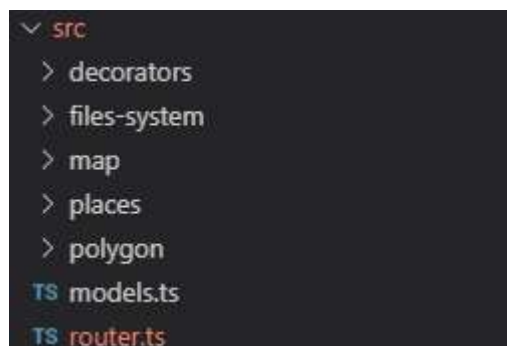 src
decorators
files-system
map
places
polygon
TS models.ts
TS router.ts